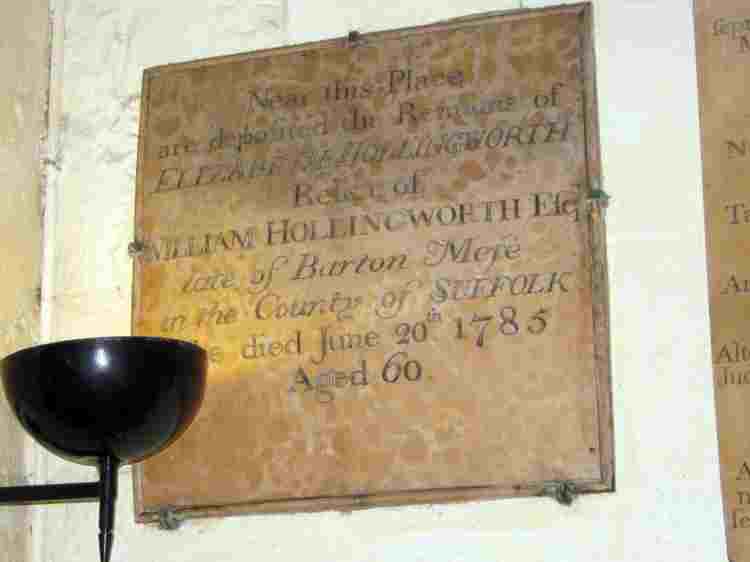 Near this Place
are depoſited the Remains of
ELIZABETH HOLLINGWORTH
Relict of
WILLIAM HOLLINGWORTH Eſq.
late of Barton Mere
in the County of SUFFOLK
She died June 20th 1785
Aged 60.